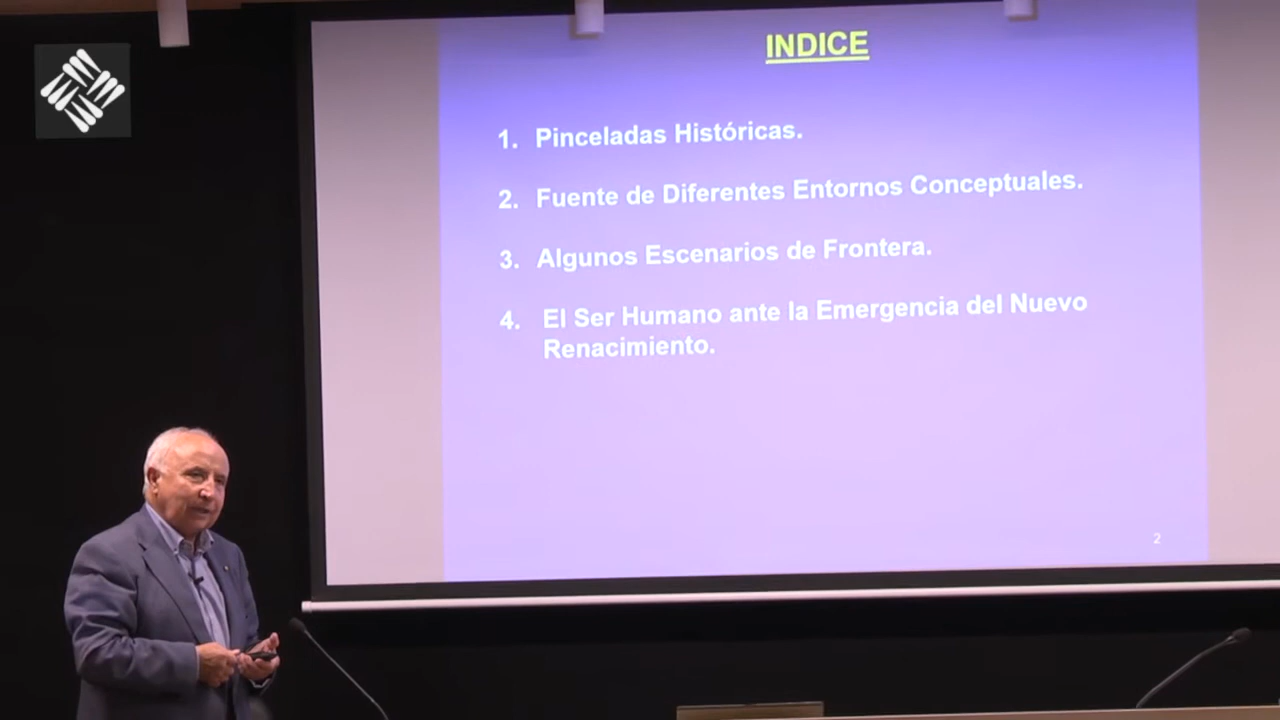 INDICE
1. Pinceladas Históricas.
2. Fuente de Diferentes Entornos Conceptuales.
3. Algunos Escenarios de Frontera.
4. El Ser Humano ante la Emergencia del Nuevo
Renacimiento.
2